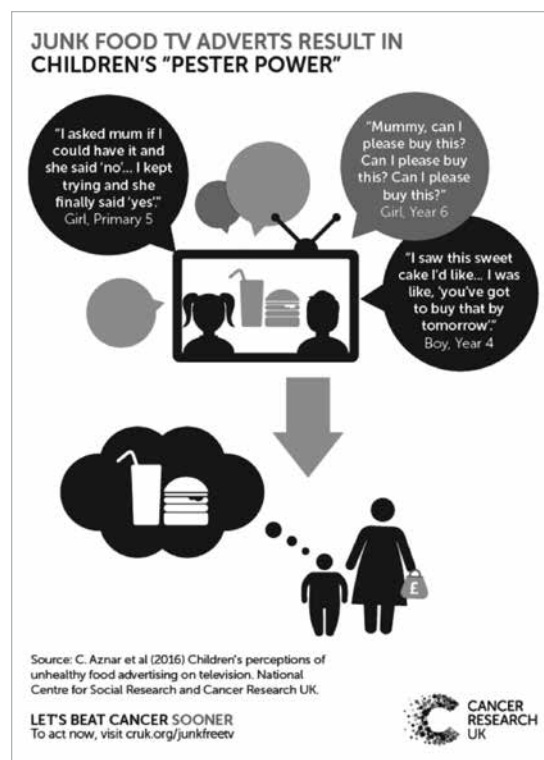 JUNK FOOD TV ADVERTS RESULT IN
CHILDREN'S "PESTER POWER"
"I asked mum if I
could have it and
she said 'no'... I kept
trying and she
finally said 'yes'."
Girl, Primary 5
"Mummy, can I
please buy this?
Can I please buy
this? Can I please
buy this?"
Girl, Year 6
"I saw this sweet
cake I'd like... I was
like, 'you've got
to buy that by
tomorrow'."
Boy, Year 4
£
Source: C. Aznar et al (2016) Children's perceptions of
unhealthy food advertising on television. National
Centre for Social Research and Cancer Research UK.
LET'S BEAT CANCER SOONER
To act now, visit cruk.org/junkfreetv
CANCER
RESEARCH
UK